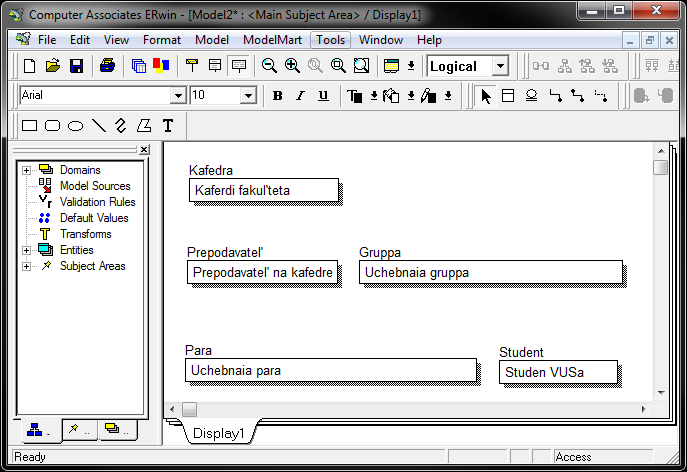 Computer Associates ERwin - [Model2* : <Main Subject Area> / Display1]
File Edit View Format Model ModelMart Tools Window Help
Logical
Arial 10 B I U T
T
Domains
Model Sources
Validation Rules
Default Values
Transforms
Entities
Subject Areas
Kafedra
Kaferdi fakul'teta
Prepodavatel' Gruppa
Prepodavatel' na kafedre Uchebnaia gruppa
Para Student
Uchebnaia para Studen VUSa
Display1
Ready Access